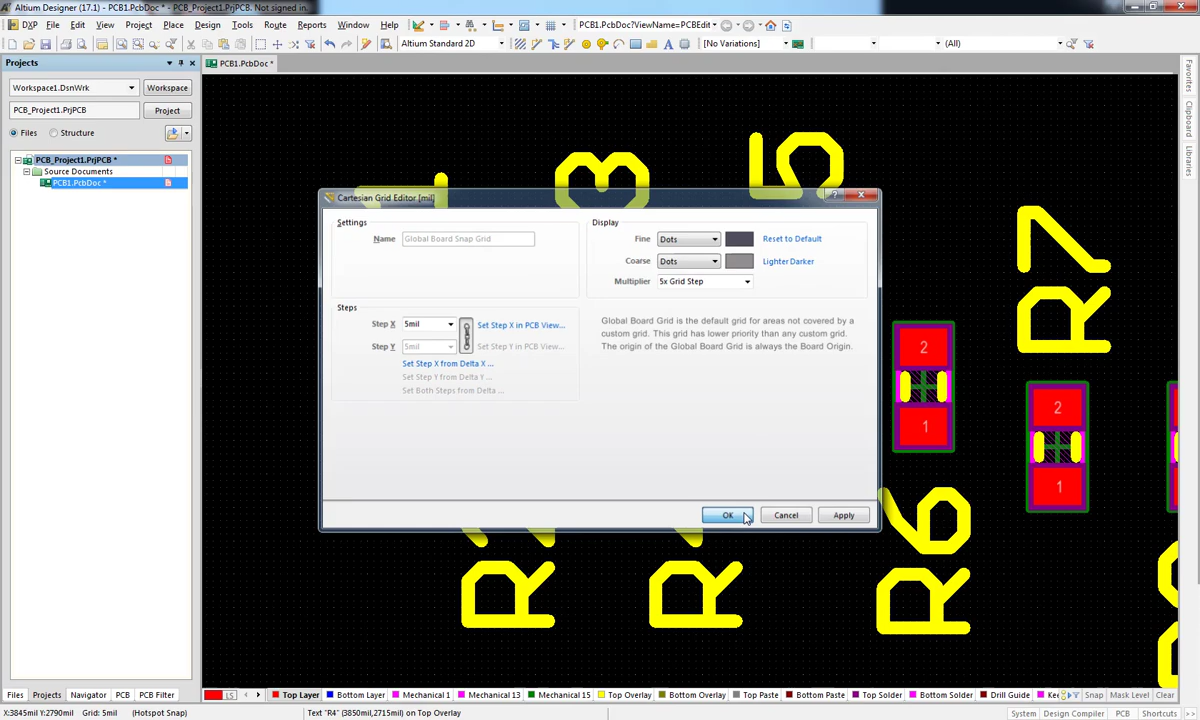 Altium Designer (17.1) - PCB1.PcbDoc * - PCB_Project1.PrjPCB. Not signed in.
DXP File Edit View Project Place Design Tools Route Reports Window Help PCB1.PcbDoc?ViewName=PCBEdit
Altium Standard 2D [No Variations] (All)
Projects
PCB1.PcbDoc *
Workspace1.DsnWrk Workspace
PCB_Project1.PrjPCB Project
Files Structure
PCB_Project1.PrjPCB *
Source Documents
PCB1.PcbDoc *
Favorites
Clipboard
Libraries
Cartesian Grid Editor [mil]
Settings
Name Global Board Snap Grid
Display
Fine Dots Reset to Default
Coarse Dots Lighter Darker
Multiplier 5x Grid Step
Steps
Step X 5mil Set Step X in PCB View...
Step Y 5mil Set Step Y in PCB View...
Set Step X from Delta X ...
Set Step Y from Delta Y ...
Set Both Steps from Delta ...
Global Board Grid is the default grid for areas not covered by a
custom grid. This grid has lower priority than any custom grid.
The origin of the Global Board Grid is always the Board Origin.
OK Cancel Apply
3
5
R7
2
1
2
1
R6
R
R
Files Projects Navigator PCB PCB Filter
LS Top Layer Bottom Layer Mechanical 1 Mechanical 13 Mechanical 15 Top Overlay Bottom Overlay Top Paste Bottom Paste Top Solder Bottom Solder Drill Guide Kee Snap Mask Level Clear
X:3845mil Y:2790mil Grid: 5mil (Hotspot Snap) Text "R4" (3850mil,2715mil) on Top Overlay System Design Compiler PCB Shortcuts >>